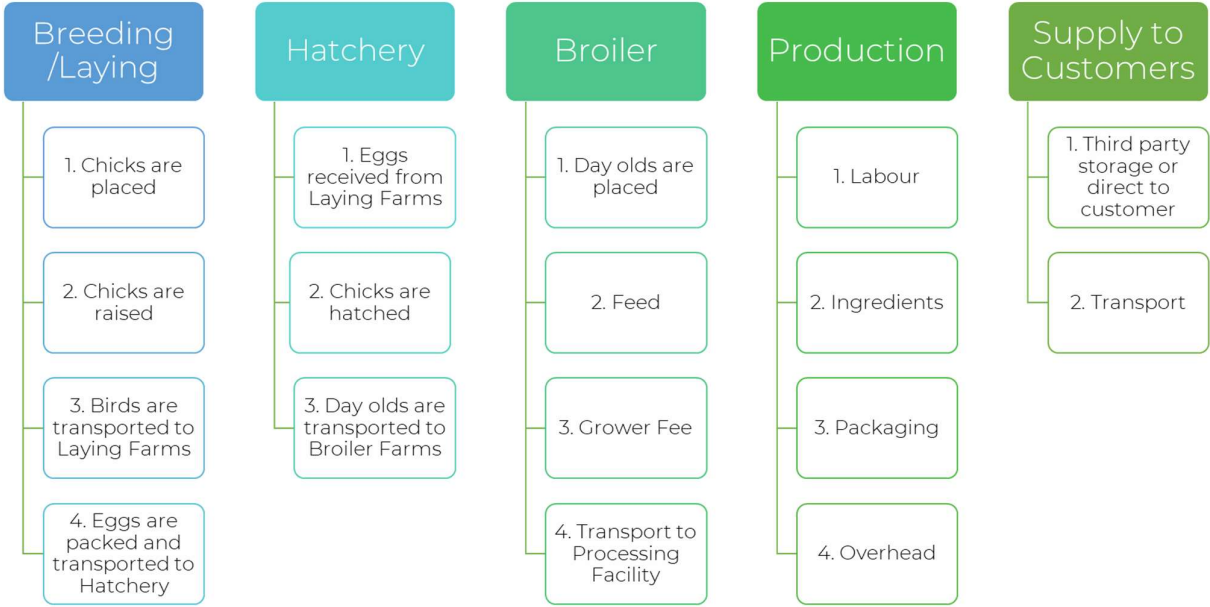 Breeding
/Laying
1. Chicks are
placed
2. Chicks are
raised
3. Birds are
transported to
Laying Farms
4. Eggs are
packed and
transported to
Hatchery
Hatchery
1. Eggs
received from
Laying Farms
2. Chicks are
hatched
3. Day olds are
transported to
Broiler Farms
Broiler
1. Day olds are
placed
2. Feed
3. Grower Fee
4. Transport to
Processing
Facility
Production
1. Labour
2. Ingredients
3. Packaging
4. Overhead
Supply to
Customers
1. Third party
storage or
direct to
customer
2. Transport